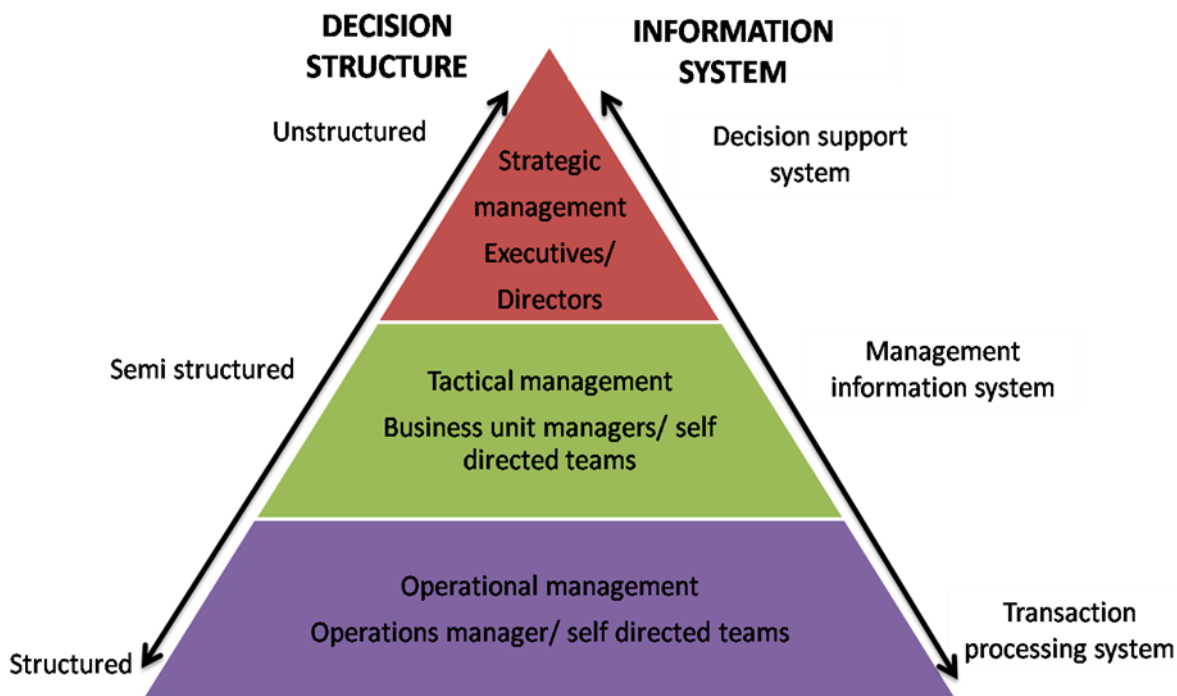 DECISION
STRUCTURE
INFORMATION
SYSTEM
Unstructured
Decision support
system
Strategic
management
Executives/
Directors
Semi structured
Management
information system
Tactical management
Business unit managers/ self
directed teams
Operational management
Operations manager/ self directed teams
Structured
Transaction
processing system